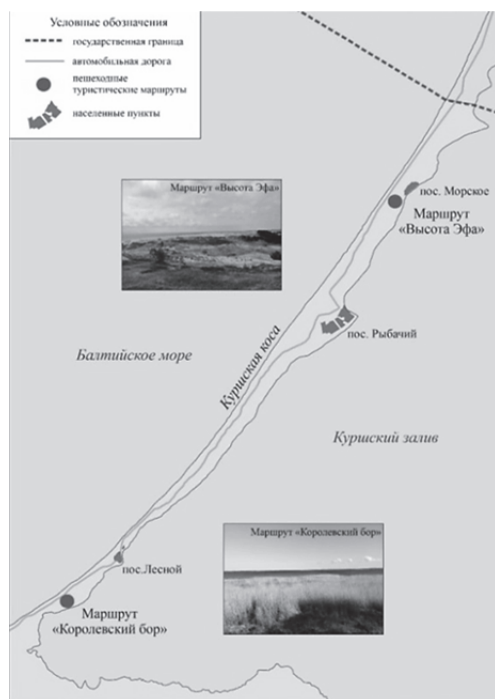 Условные обозначения
государственная граница
автомобильная дорога
пешеходные
туристические маршруты
населенные пункты
Маршрут «Высота Эфа»
пос. Морское
Маршрут
«Высота Эфа»
пос. Рыбачий
Куршская коса
Балтийское море
Куршский залив
Маршрут «Королевский бор»
пос.Лесной
Маршрут
«Королевский бор»